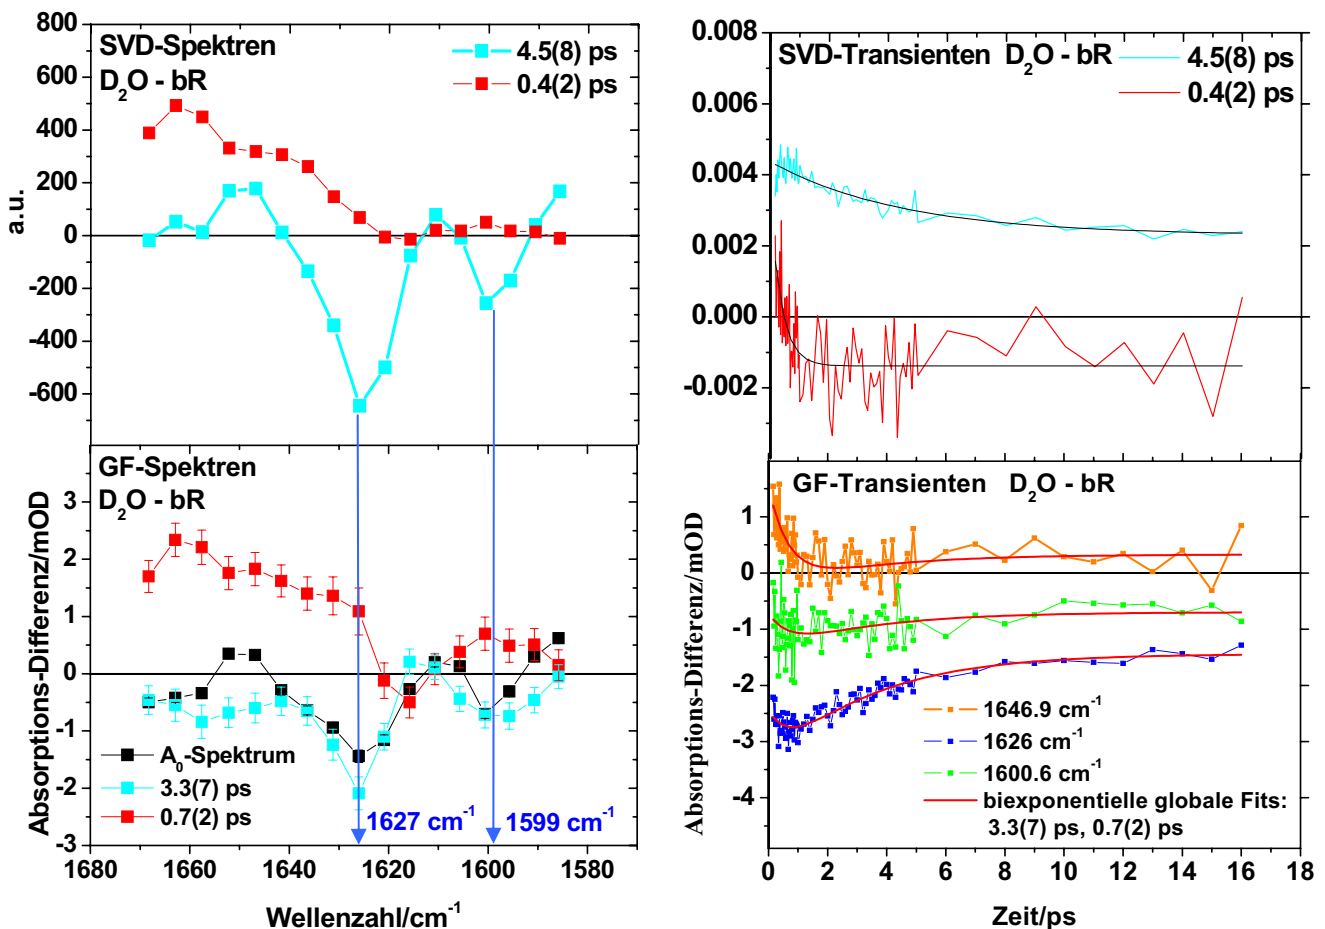 SVD-Spektren
D2O - bR
4.5(8) ps
0.4(2) ps
a.u.
800
600
400
200
0
-200
-400
-600
GF-Spektren
D2O - bR
Absorptions-Differenz/mOD
3
2
1
0
-1
-2
-3
A0-Spektrum
3.3(7) ps
0.7(2) ps
1627 cm-1
1599 cm-1
1680 1660 1640 1620 1600 1580
Wellenzahl/cm-1
SVD-Transienten D2O - bR
4.5(8) ps
0.4(2) ps
0.008
0.006
0.004
0.002
0.000
-0.002
GF-Transienten D2O - bR
Absorptions-Differenz/mOD
1
0
-1
-2
-3
-4
1646.9 cm-1
1626 cm-1
1600.6 cm-1
biexponentielle globale Fits:
3.3(7) ps, 0.7(2) ps
0 2 4 6 8 10 12 14 16 18
Zeit/ps